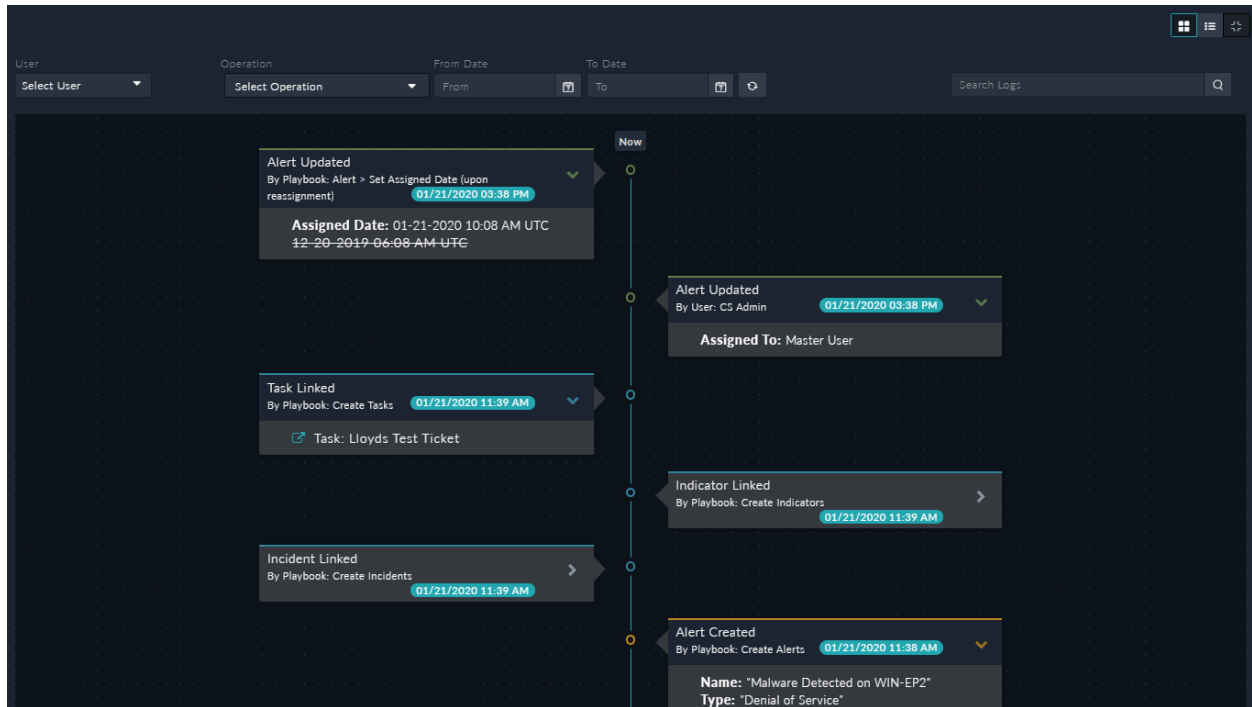 User
Operation
From Date
To Date
Select User
Select Operation
From
To
Search Logs
Now
Alert Updated
By Playbook: Alert > Set Assigned Date (upon
reassignment)
01/21/2020 03:38 PM
Assigned Date: 01-21-2020 10:08 AM UTC
12-20-2019 06:08 AM UTC
Alert Updated
By User: CS Admin
01/21/2020 03:38 PM
Assigned To: Master User
Task Linked
By Playbook: Create Tasks
01/21/2020 11:39 AM
Task: Lloyds Test Ticket
Indicator Linked
By Playbook: Create Indicators
01/21/2020 11:39 AM
Incident Linked
By Playbook: Create Incidents
01/21/2020 11:39 AM
Alert Created
By Playbook: Create Alerts
01/21/2020 11:38 AM
Name: "Malware Detected on WIN-EP2"
Type: "Denial of Service"